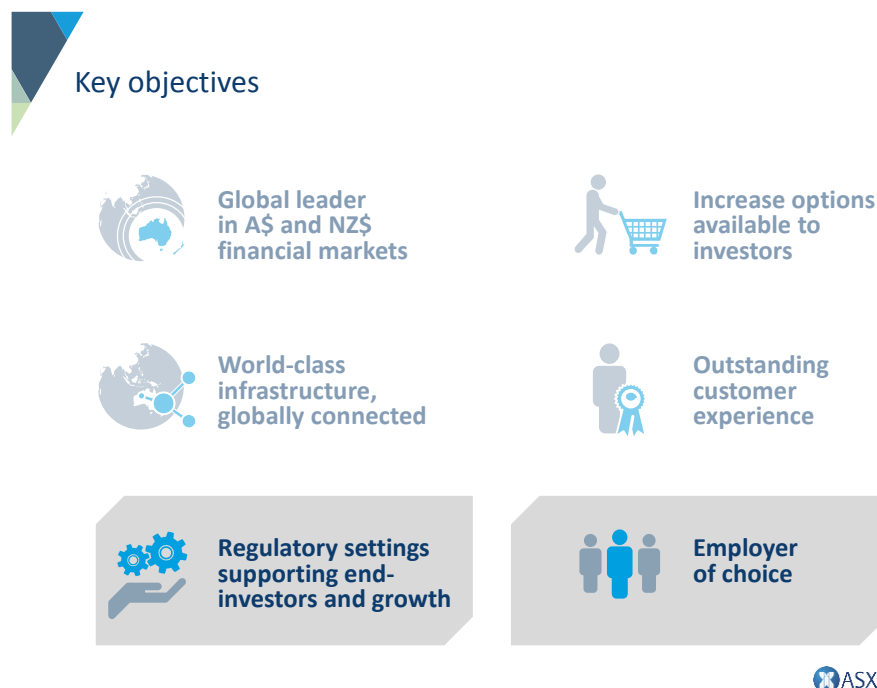 Key objectives
Global leader
in A$ and NZ$
financial markets
Increase options
available to
investors
World-class
infrastructure,
globally connected
Outstanding
customer
experience
Regulatory settings
supporting end-
investors and growth
Employer
of choice
ASX